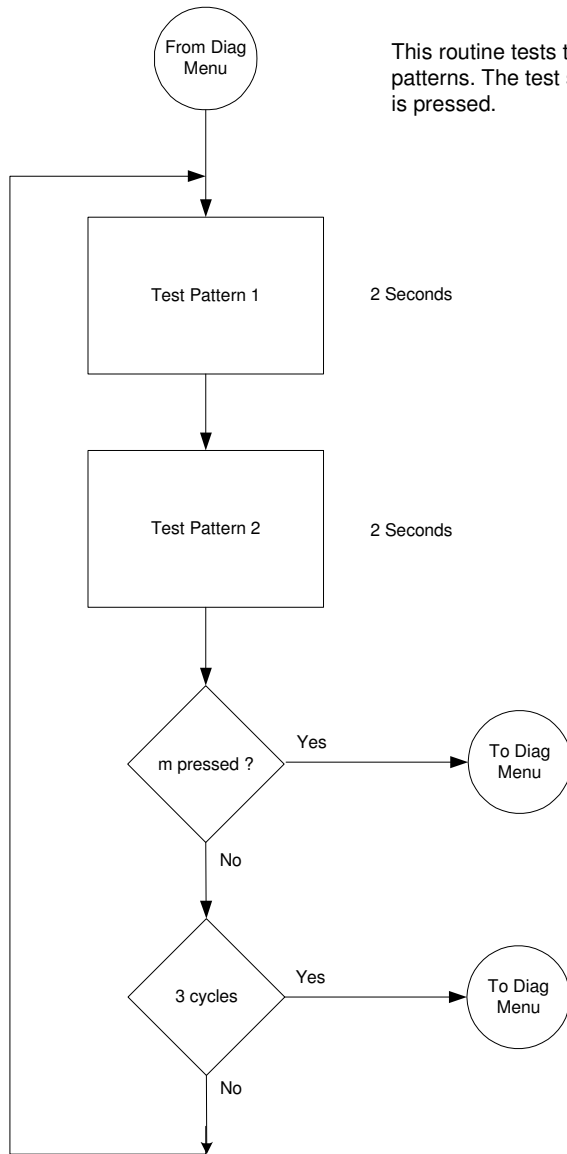 From Diag
Menu
This routine tests
patterns. The test
is pressed.
Test Pattern 1
2 Seconds
Test Pattern 2
2 Seconds
m pressed ?
Yes
To Diag
Menu
No
3 cycles
Yes
To Diag
Menu
No